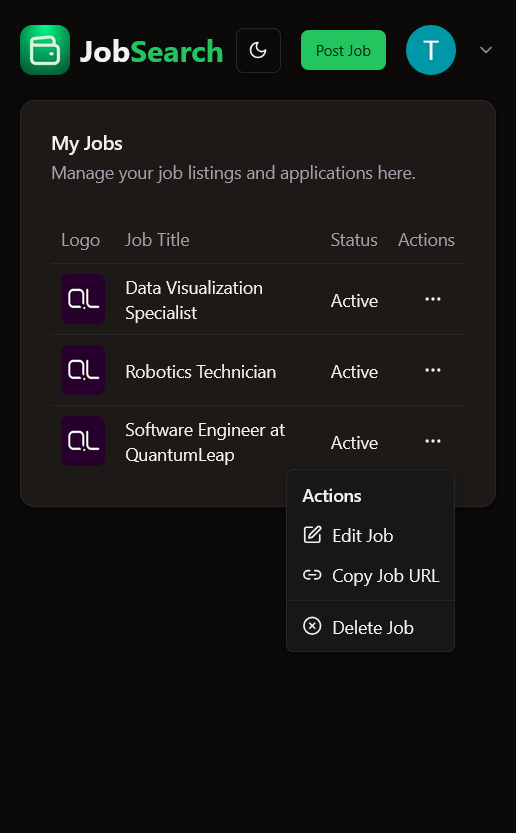 JobSearch Post Job T
My Jobs
Manage your job listings and applications here.
Logo Job Title Status Actions
QL Data Visualization
Specialist Active ...
QL Robotics Technician Active ...
QL Software Engineer at
QuantumLeap Active ...
Actions
Edit Job
Copy Job URL
Delete Job